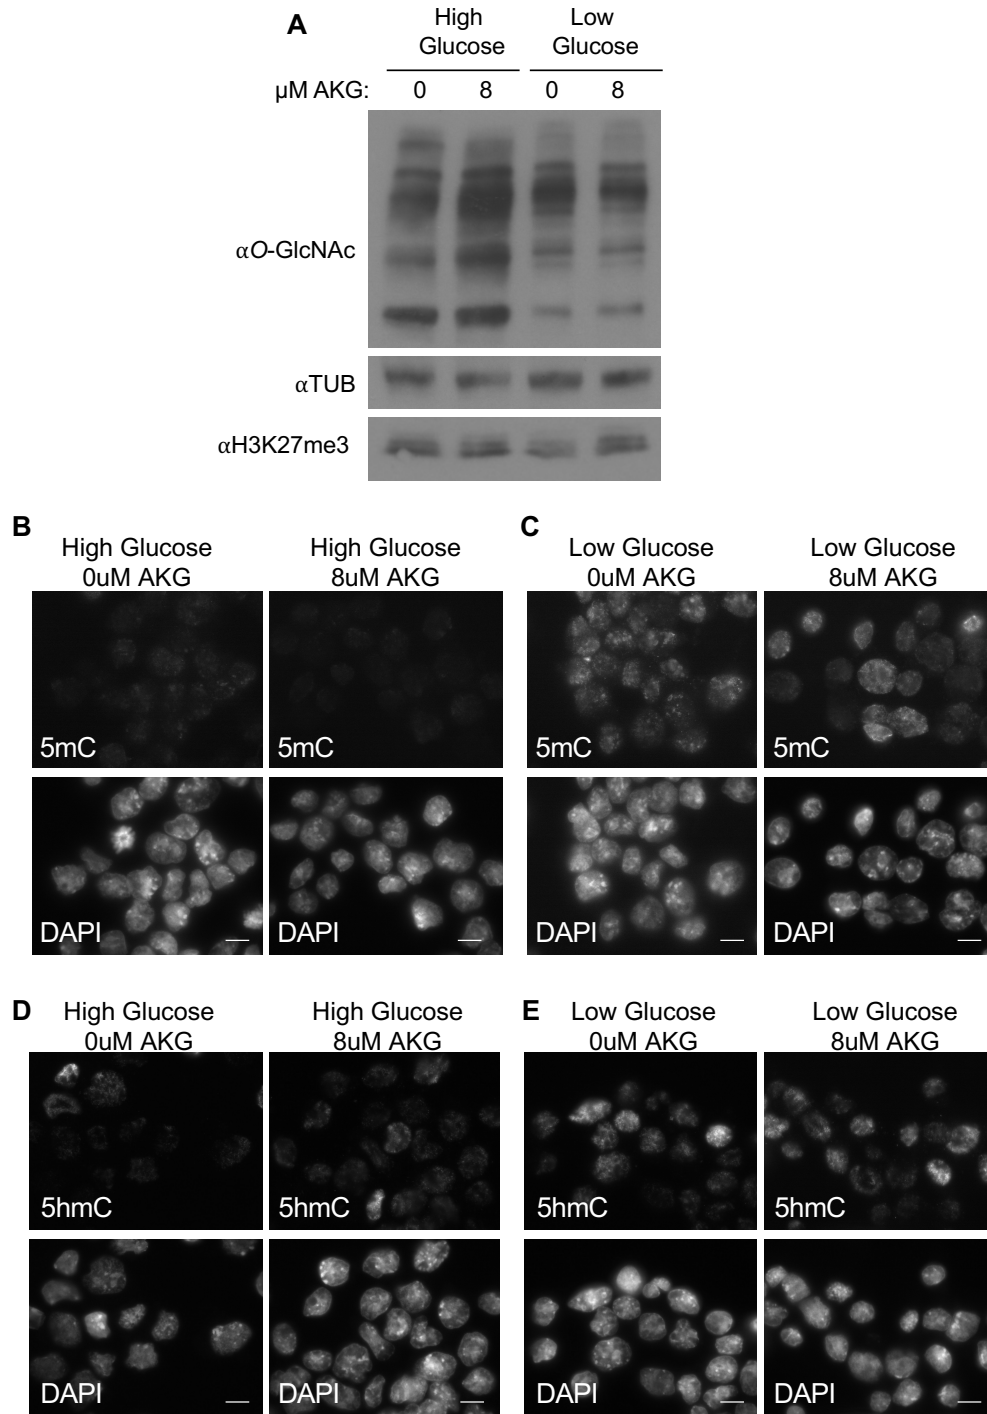 A
High Glucose
Low Glucose
µM AKG: 0 8 0 8
αO-GlcNAc
αTUB
αH3K27me3
B
High Glucose
0uM AKG
High Glucose
8uM AKG
C
Low Glucose
0uM AKG
Low Glucose
8uM AKG
5mC
5mC
5mC
5mC
DAPI
DAPI
DAPI
DAPI
D
High Glucose
0uM AKG
High Glucose
8uM AKG
E
Low Glucose
0uM AKG
Low Glucose
8uM AKG
5hmC
5hmC
5hmC
5hmC
DAPI
DAPI
DAPI
DAPI